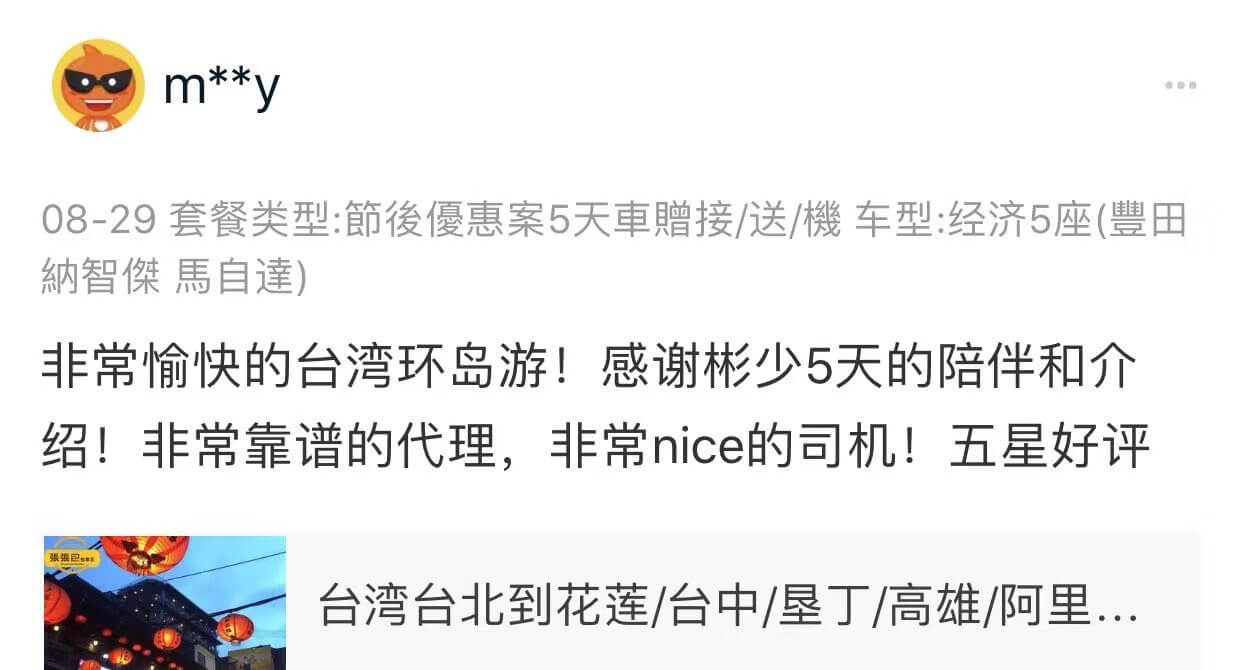 m**y
08-29 套餐类型:節後優惠案5天車贈接/送/機 车型:经济5座(豐田
納智傑 馬自達)
非常愉快的台湾环岛游！感谢彬少5天的陪伴和介
绍！非常靠谱的代理，非常nice的司机！五星好评
張張包
台湾台北到花莲/台中/垦丁/高雄/阿里...